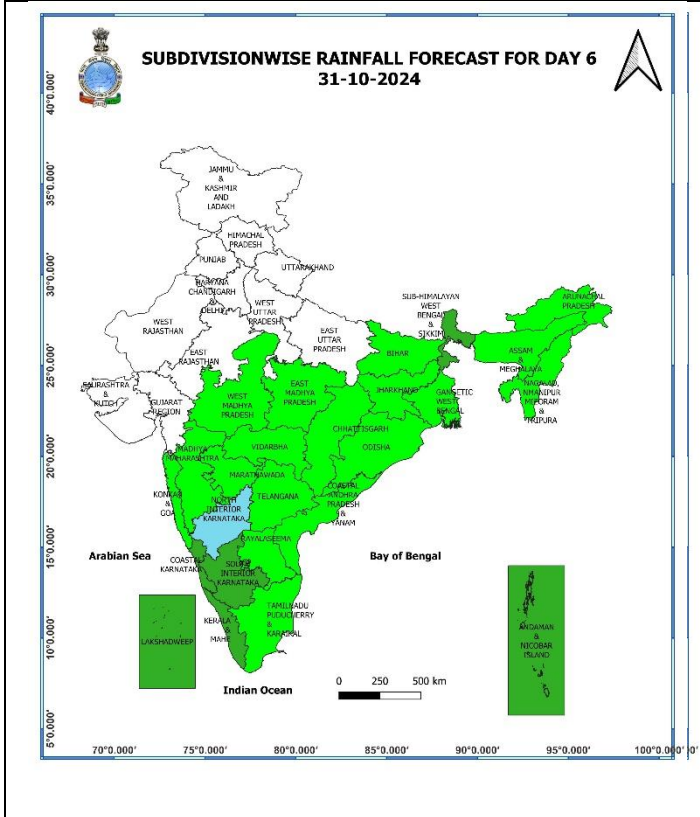 SUBDIVISIONWISE RAINFALL FORECAST FOR DAY 6
31-10-2024
40°0.000'
35°0.000'
30°0.000'
25°0.000'
20°0.000'
15°0.000'
10°0.000'
5°0.000'
JAMMU
&
KASHMIR
AND
LADAKH
HIMACHAL
PRADESH
PUNJAB
UTTARAKHAND
HARYANA
CHANDIGARH
&
DELHI
WEST
UTTAR
PRADESH
WEST
RAJASTHAN
EAST
RAJASTHAN
EAST
UTTAR
PRADESH
SUB-HIMALAYAN
WEST
BENGAL
&
SIKKIM
ARUNACHAL
PRADESH
ASSAM
&
MEGHALAYA
BIHAR
SAURASHTRA
&
KUTCH
GUJARAT
REGION
WEST
MADHYA
PRADESH
EAST
MADHYA
PRADESH
JHARKHAND
GANGETIC
WEST
BENGAL
MIZORAM
&
TRIPURA
CHHATTISGARH
ODISHA
MADHYA
MAHARASHTRA
VIDARBHA
MARATHAWADA
KONKAN
&
GOA
NORTH
INTERIOR
KARNATAKA
TELANGANA
COASTAL
ANDHRA
PRADESH
&
YANAM
RAYALASEEMA
Arabian Sea
Bay of Bengal
COASTAL
KARNATAKA
SOUTH
INTERIOR
KARNATAKA
TAMILNADU
PUDUCHERRY
&
KARAIKAL
KERALA
&
MAHE
LAKSHADWEEP
ANDAMAN
&
NICOBAR
ISLAND
Indian Ocean
0 250 500 km
70°0.000' 75°0.000' 80°0.000' 85°0.000' 90°0.000' 95°0.000'